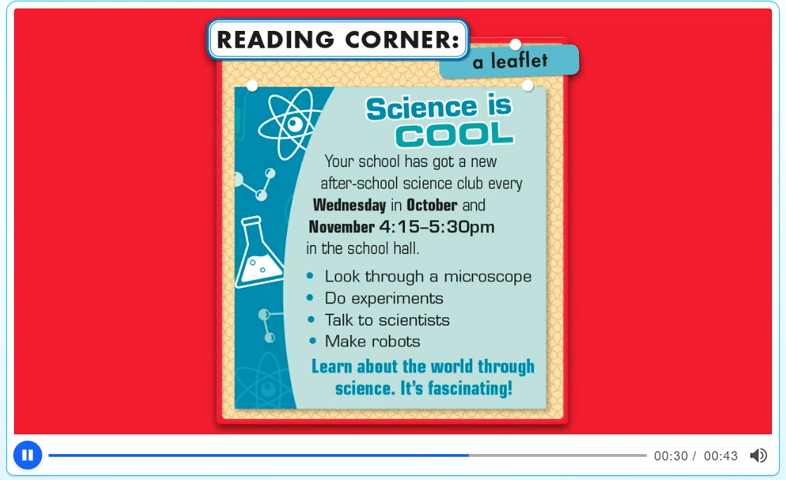 READING CORNER:
a leaflet
Science is
COOL
Your school has got a new
after-school science club every
Wednesday in October and
November 4:15–5:30pm
in the school hall.
• Look through a microscope
• Do experiments
• Talk to scientists
• Make robots
Learn about the world through
science. It's fascinating!
00:30 / 00:43